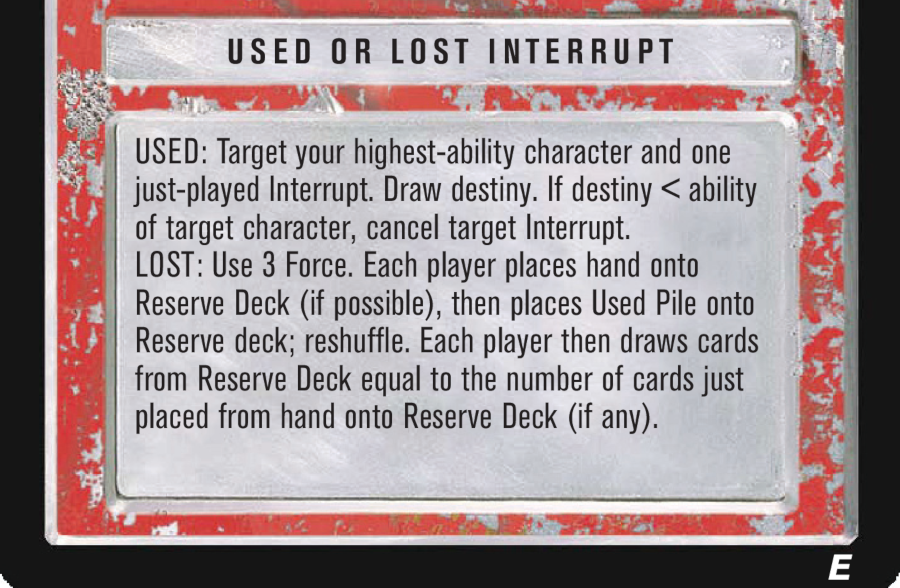 USED OR LOST INTERRUPT
USED: Target your highest-ability character and one
just-played Interrupt. Draw destiny. If destiny < ability
of target character, cancel target Interrupt.
LOST: Use 3 Force. Each player places hand onto
Reserve Deck (if possible), then places Used Pile onto
Reserve deck; reshuffle. Each player then draws cards
from Reserve Deck equal to the number of cards just
placed from hand onto Reserve Deck (if any).
E